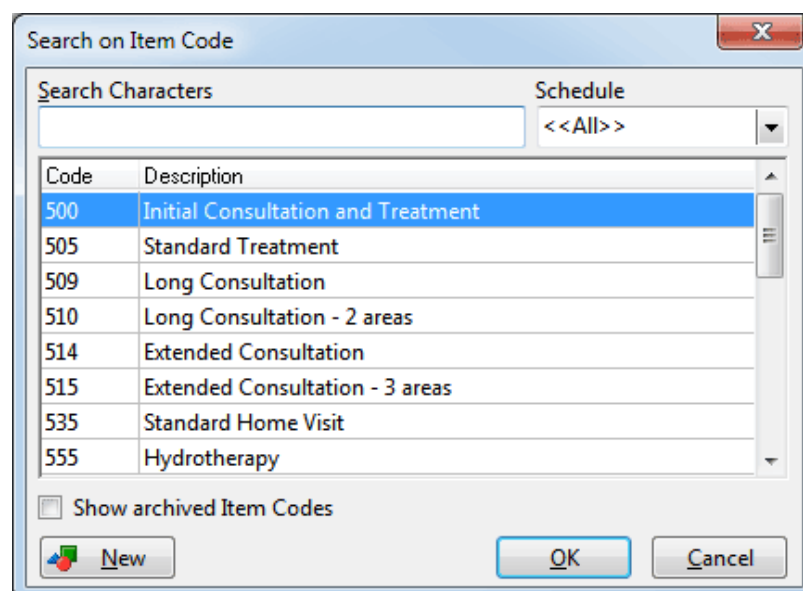 Search on Item Code
Search Characters Schedule
<<All>>
Code Description
500 Initial Consultation and Treatment
505 Standard Treatment
509 Long Consultation
510 Long Consultation - 2 areas
514 Extended Consultation
515 Extended Consultation - 3 areas
535 Standard Home Visit
555 Hydrotherapy
Show archived Item Codes
New OK Cancel